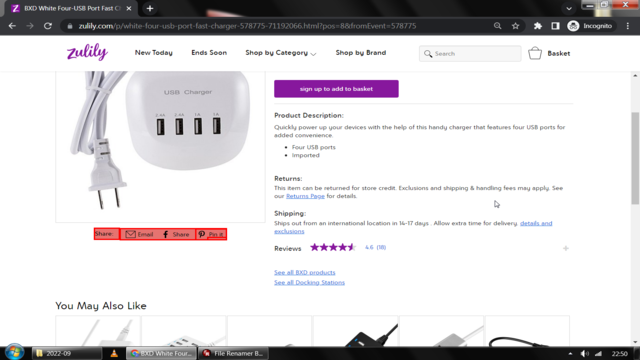 BXD White Four-USB Port Fast C
zulily.com/p/white-four-usb-port-fast-charger-578775-71192066.html?pos=8&fromEvent=578775
Incognito
zulily
New Today
Ends Soon
Shop by Category
Shop by Brand
Search
Basket
USB Charger
2.4A 2.4A 1A 1A
sign up to add to basket
Product Description:
Quickly power up your devices with the help of this handy charger that features four USB ports for
added convenience.
• Four USB ports
• Imported
Returns:
This item can be returned for store credit. Exclusions and shipping & handling fees may apply. See
our Returns Page for details.
Shipping:
Ships out from an international location in 14-17 days . Allow extra time for delivery. details and
exclusions
Share: Email Share Pin it
Reviews 4.6 (18)
See all BXD products
See all Docking Stations
You May Also Like
2022-09
BXD White Four-...
File Renamer B...
22:50